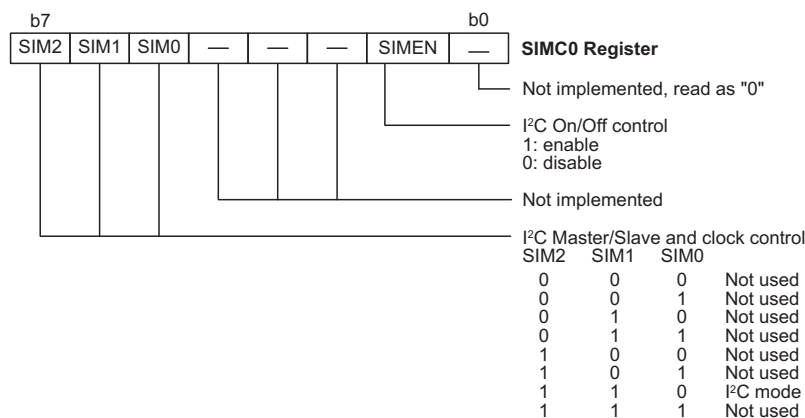 b7 b0
SIM2 SIM1 SIM0 — — — SIMEN — SIMC0 Register
Not implemented, read as "0"
I²C On/Off control
1: enable
0: disable
Not implemented
I²C Master/Slave and clock control
SIM2 SIM1 SIM0
0 0 0 Not used
0 0 1 Not used
0 1 0 Not used
0 1 1 Not used
1 0 0 Not used
1 0 1 Not used
1 1 0 I²C mode
1 1 1 Not used